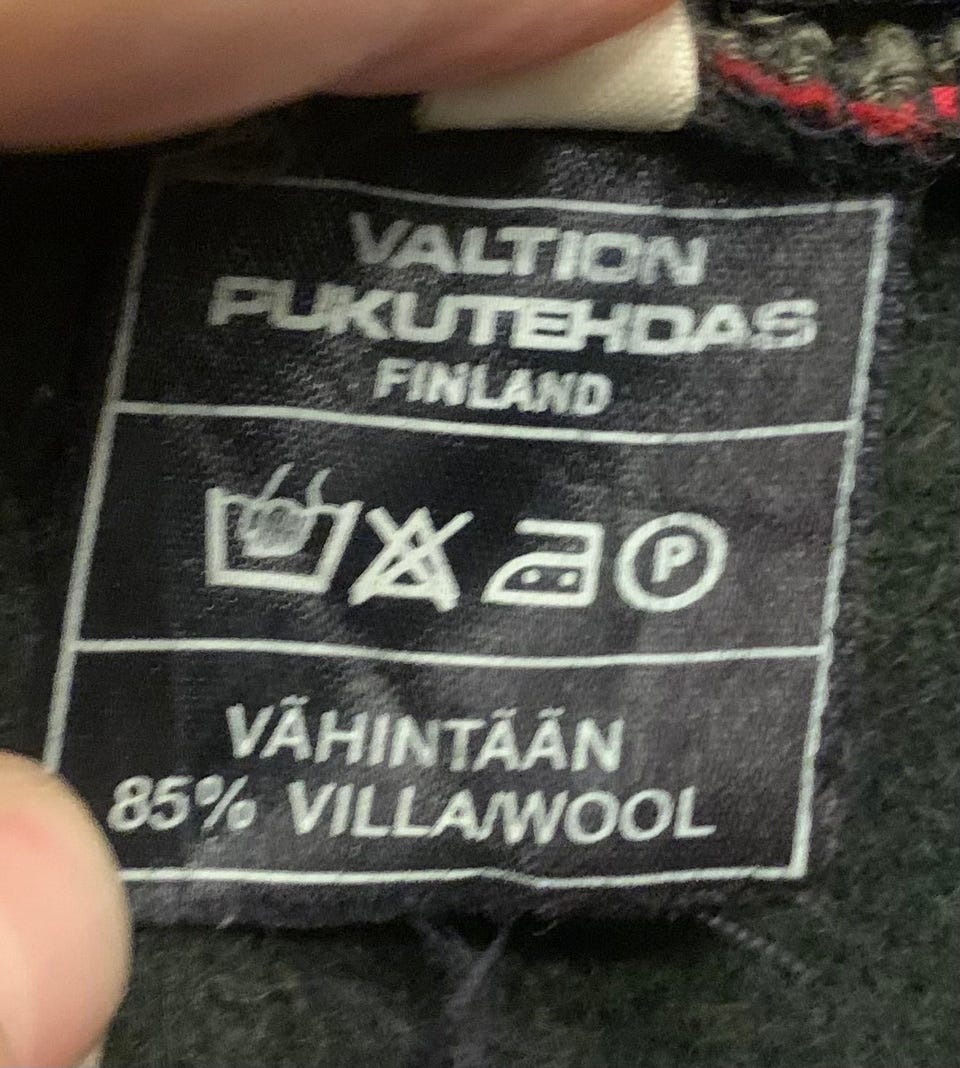 VALTION
PUKUTEHDAS
FINLAND
P
VÄHINTÄÄN
85% VILLA/WOOL